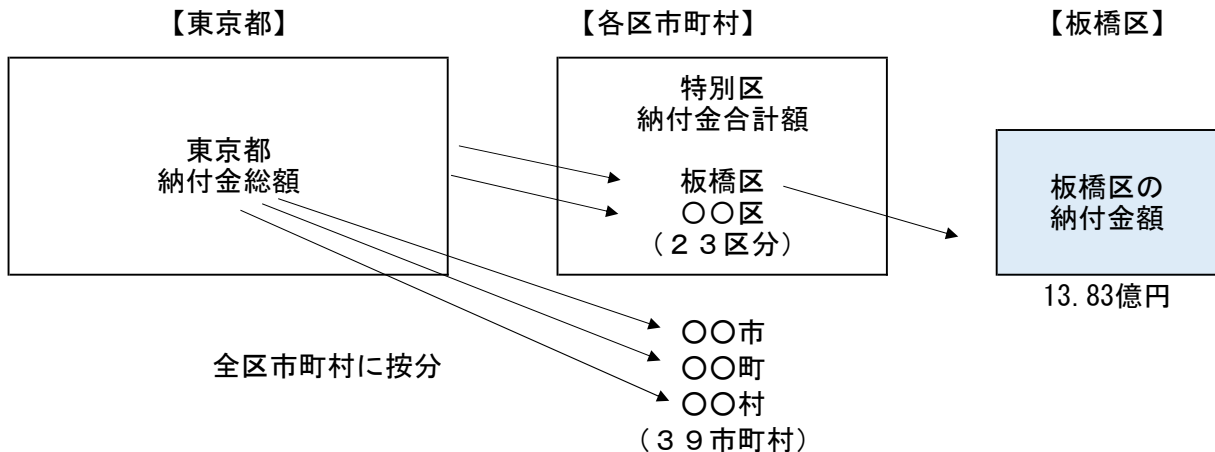 【東京都】
【各区市町村】
【板橋区】
東京都
納付金総額
特別区
納付金合計額
板橋区
〇〇区
(23区分)
板橋区の
納付金額
13.83億円
全区市町村に按分
〇〇市
〇〇町
〇〇村
(39市町村)